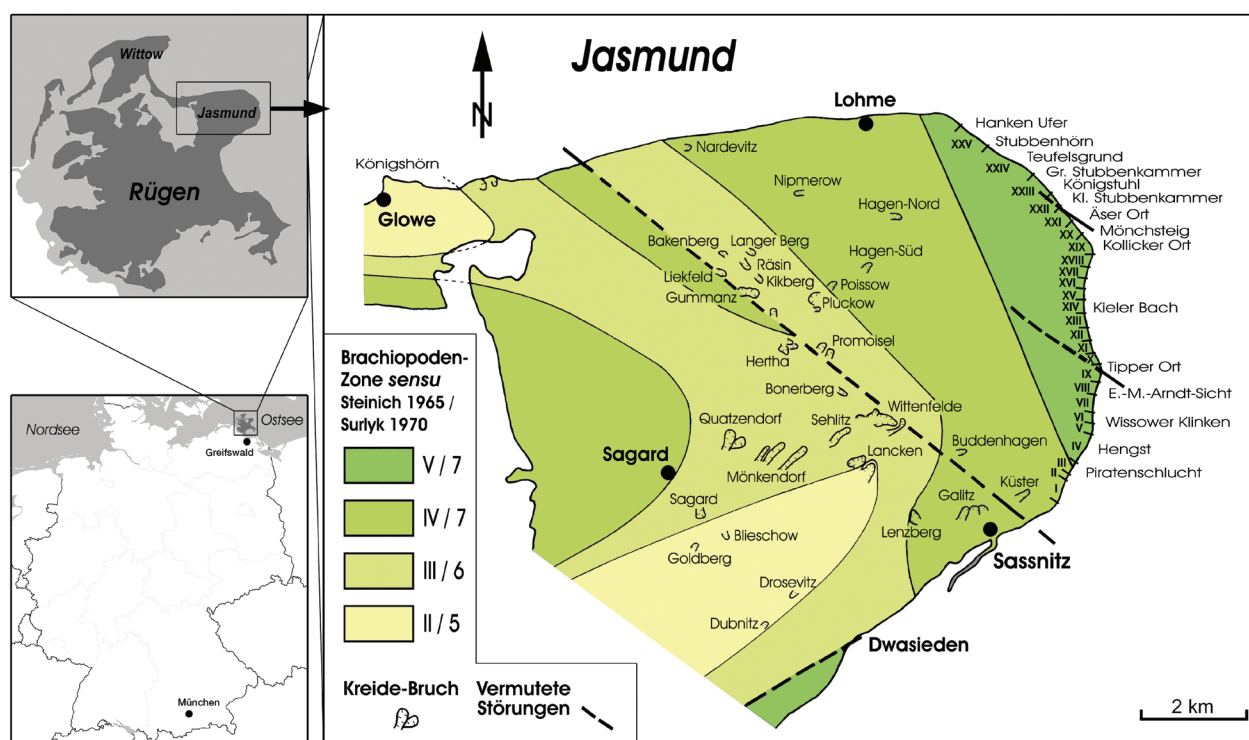 Wittow
Jasmund
Rügen
Nordsee
Ostsee
Greifswald
München
Jasmund
N
Lohme
Königshörn
Glowe
Nardevitz
Nipmerow
Hagen-Nord
Hagen-Süd
Bakenberg
Langer Berg
Räsin
Kikberg
Liekfeld
Gummanz
Poissow
Pluckow
Hertha
Promoisel
Bonerberg
Quatzendorf
Sehlitz
Wittenfelde
Lancken
Buddenhagen
Mönkendorf
Sagard
Sagard
Küster
Galitz
Lenzberg
Sassnitz
Blieschow
Goldberg
Drosevitz
Dubnitz
Dwasieden
Hanken Ufer
Stubbenhörn
Teufelsgrund
Gr. Stubbenkammer
Königstuhl
Kl. Stubbenkammer
Äser Ort
Mönchsteig
Kollicker Ort
Kieler Bach
Tipper Ort
E.-M.-Arndt-Sicht
Wissower Klinken
Hengst
Piratenschlucht
XXV
XXIV
XXIII
XXII
XXI
XX
XIX
XVIII
XVII
XVI
XV
XIV
XIII
XII
XI
X
IX
VIII
VII
VI
V
IV
III
II
I
Brachiopoden-
Zone sensu
Steinich 1965 /
Surlyk 1970
V / 7
IV / 7
III / 6
II / 5
Kreide-Bruch
Vermutete
Störungen
2 km